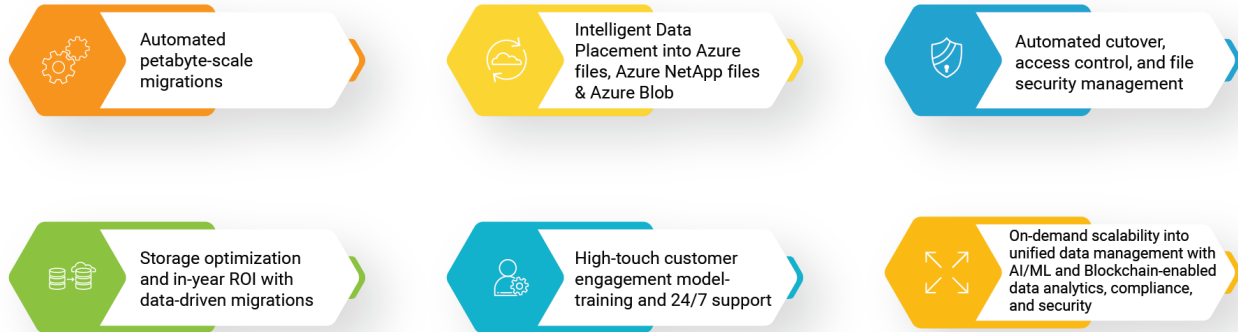 Automated
petabyte-scale
migrations
Intelligent Data
Placement into Azure
files, Azure NetApp files
& Azure Blob
Automated cutover,
access control, and file
security management
Storage optimization
and in-year ROI with
data-driven migrations
High-touch customer
engagement model-
training and 24/7 support
On-demand scalability into
unified data management with
AI/ML and Blockchain-enabled
data analytics, compliance,
and security